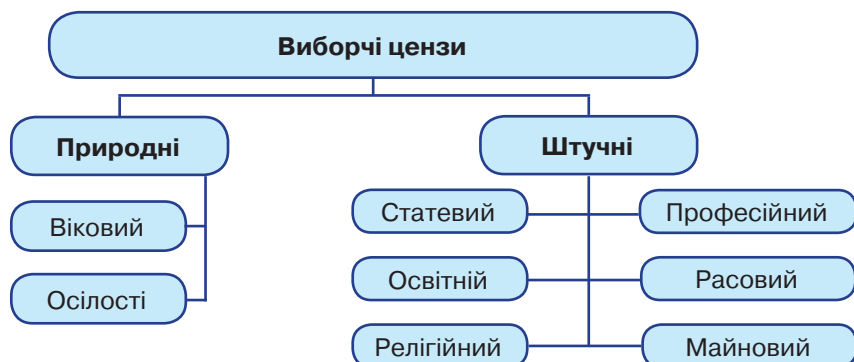 Виборчі цензи
Природні
Штучні
Віковий
Осілості
Статевий
Професійний
Освітній
Расовий
Релігійний
Майновий